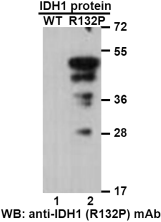 IDH1 protein
WT R132P
72
55
36
28
17
1 2
WB: anti-IDH1 (R132P) mAb